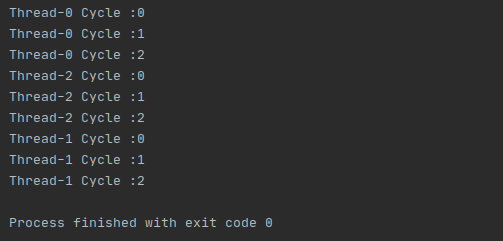 Thread-0 Cycle :0
Thread-0 Cycle :1
Thread-0 Cycle :2
Thread-2 Cycle :0
Thread-2 Cycle :1
Thread-2 Cycle :2
Thread-1 Cycle :0
Thread-1 Cycle :1
Thread-1 Cycle :2
Process finished with exit code 0